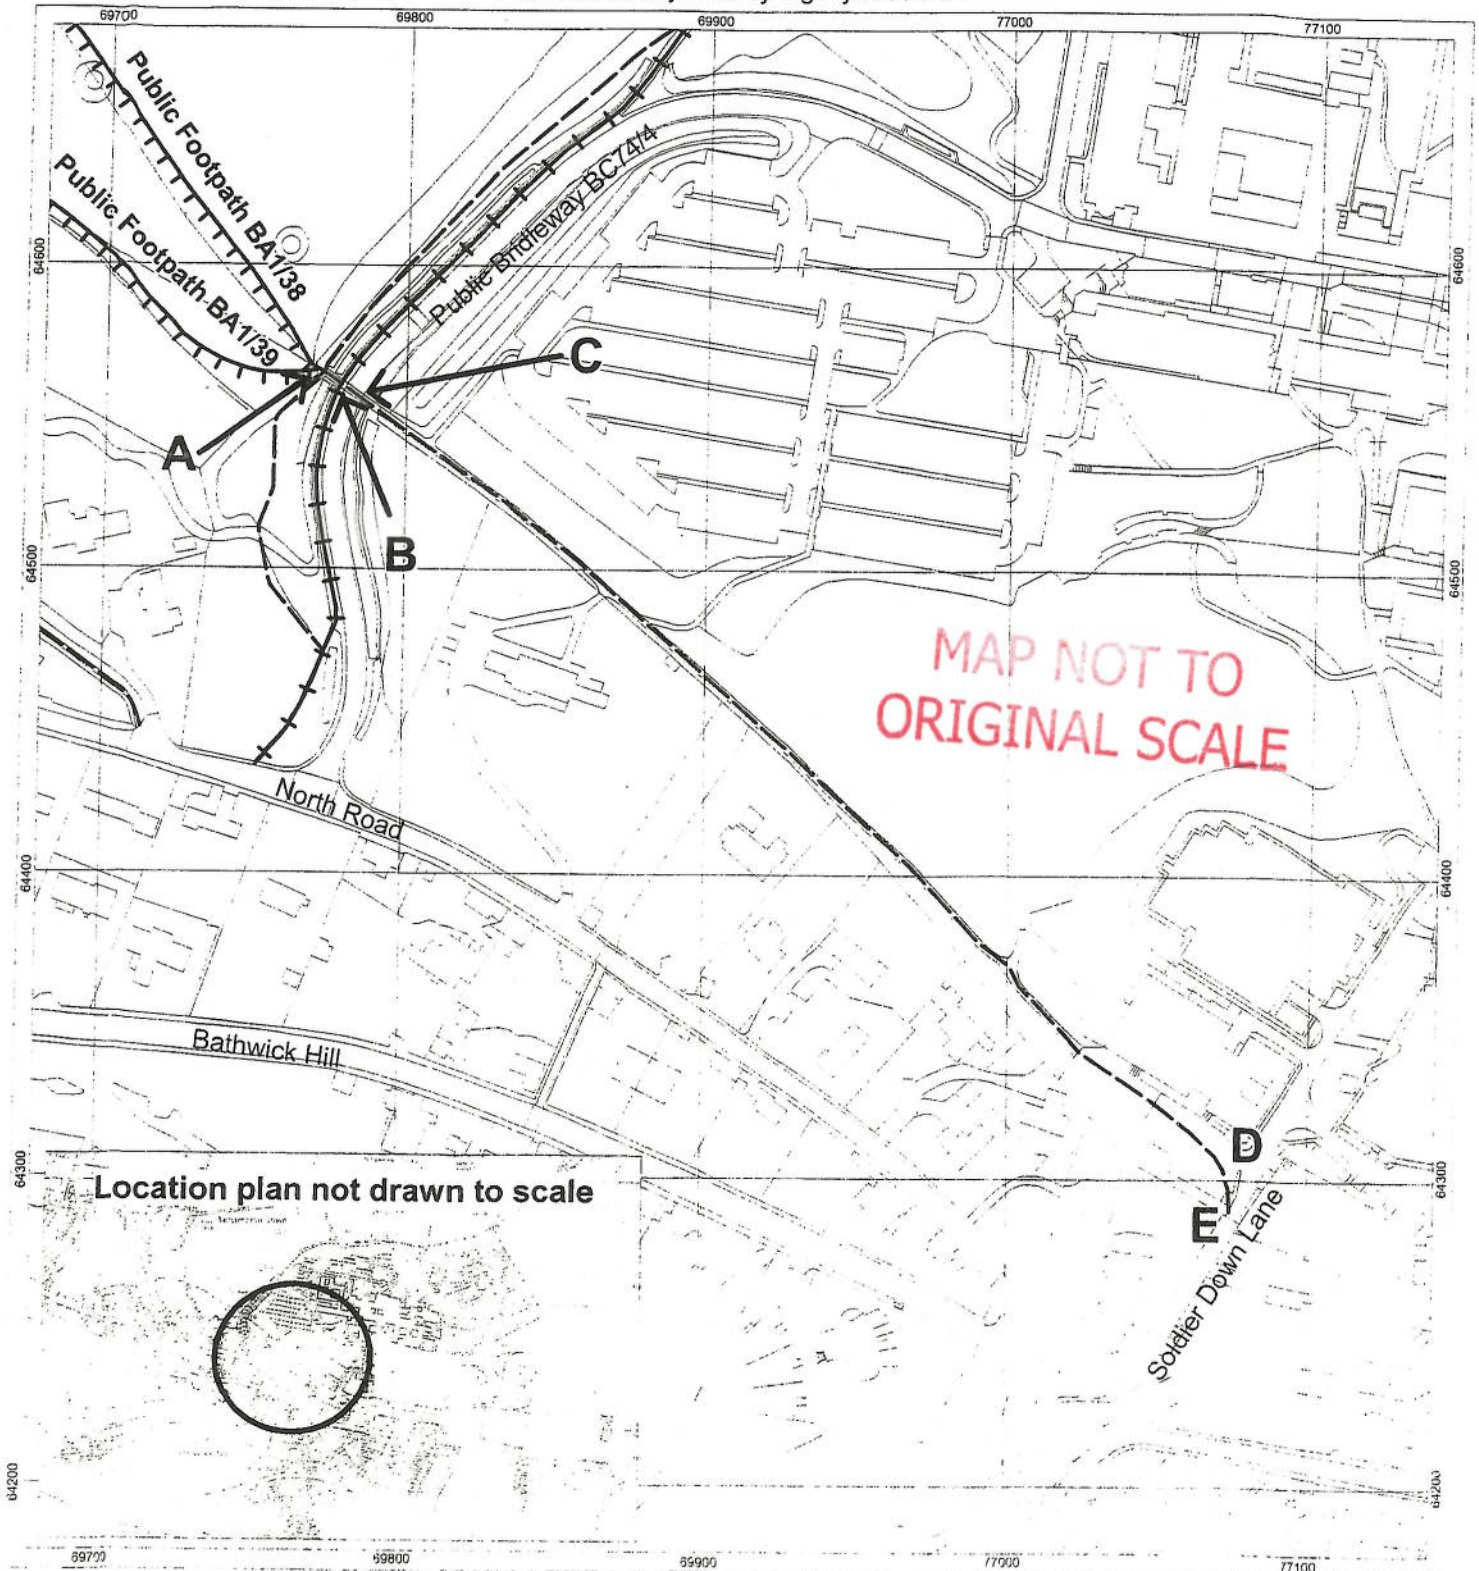 69700
69800
69900
77000
77100
Public Footpath BA1/38
Public Footpath BA1/39
Public Bridleway BC74/4
64600
64600
C
A
B
64500
64500
MAP NOT TO
ORIGINAL SCALE
North Road
64400
64400
Bathwick Hill
D
64300
64300
Location plan not drawn to scale
E
Soldier Down Lane
64200
64200
69700
69800
69900
77000
77100